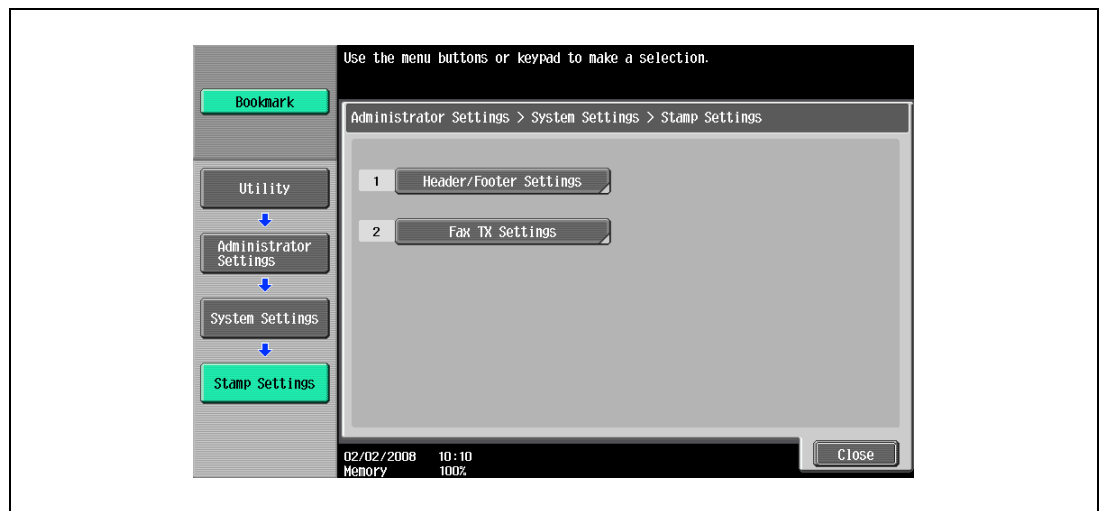 Use the menu buttons or keypad to make a selection.
Bookmark
Administrator Settings > System Settings > Stamp Settings
Utility
Administrator
Settings
System Settings
Stamp Settings
1 Header/Footer Settings
2 Fax TX Settings
02/02/2008 10:10
Memory 100%
Close